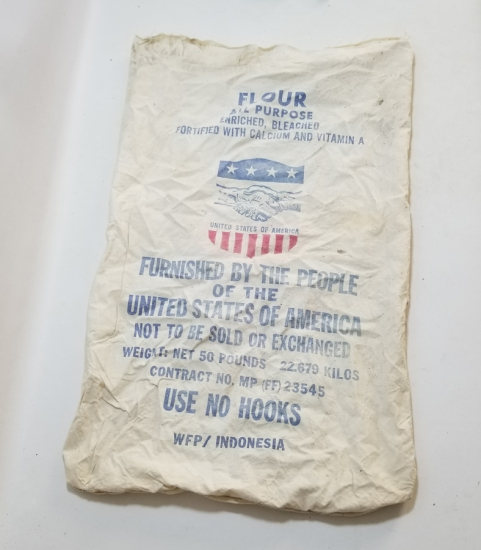 FLOUR
ALL PURPOSE
ENRICHED, BLEACHED
FORTIFIED WITH CALCIUM AND VITAMIN A
UNITED STATES OF AMERICA
FURNISHED BY THE PEOPLE
OF THE
UNITED STATES OF AMERICA
NOT TO BE SOLD OR EXCHANGED
WEIGHT: NET 50 POUNDS 22.679 KILOS
CONTRACT NO. MP (FF) 23545
USE NO HOOKS
WFP/ INDONESIA